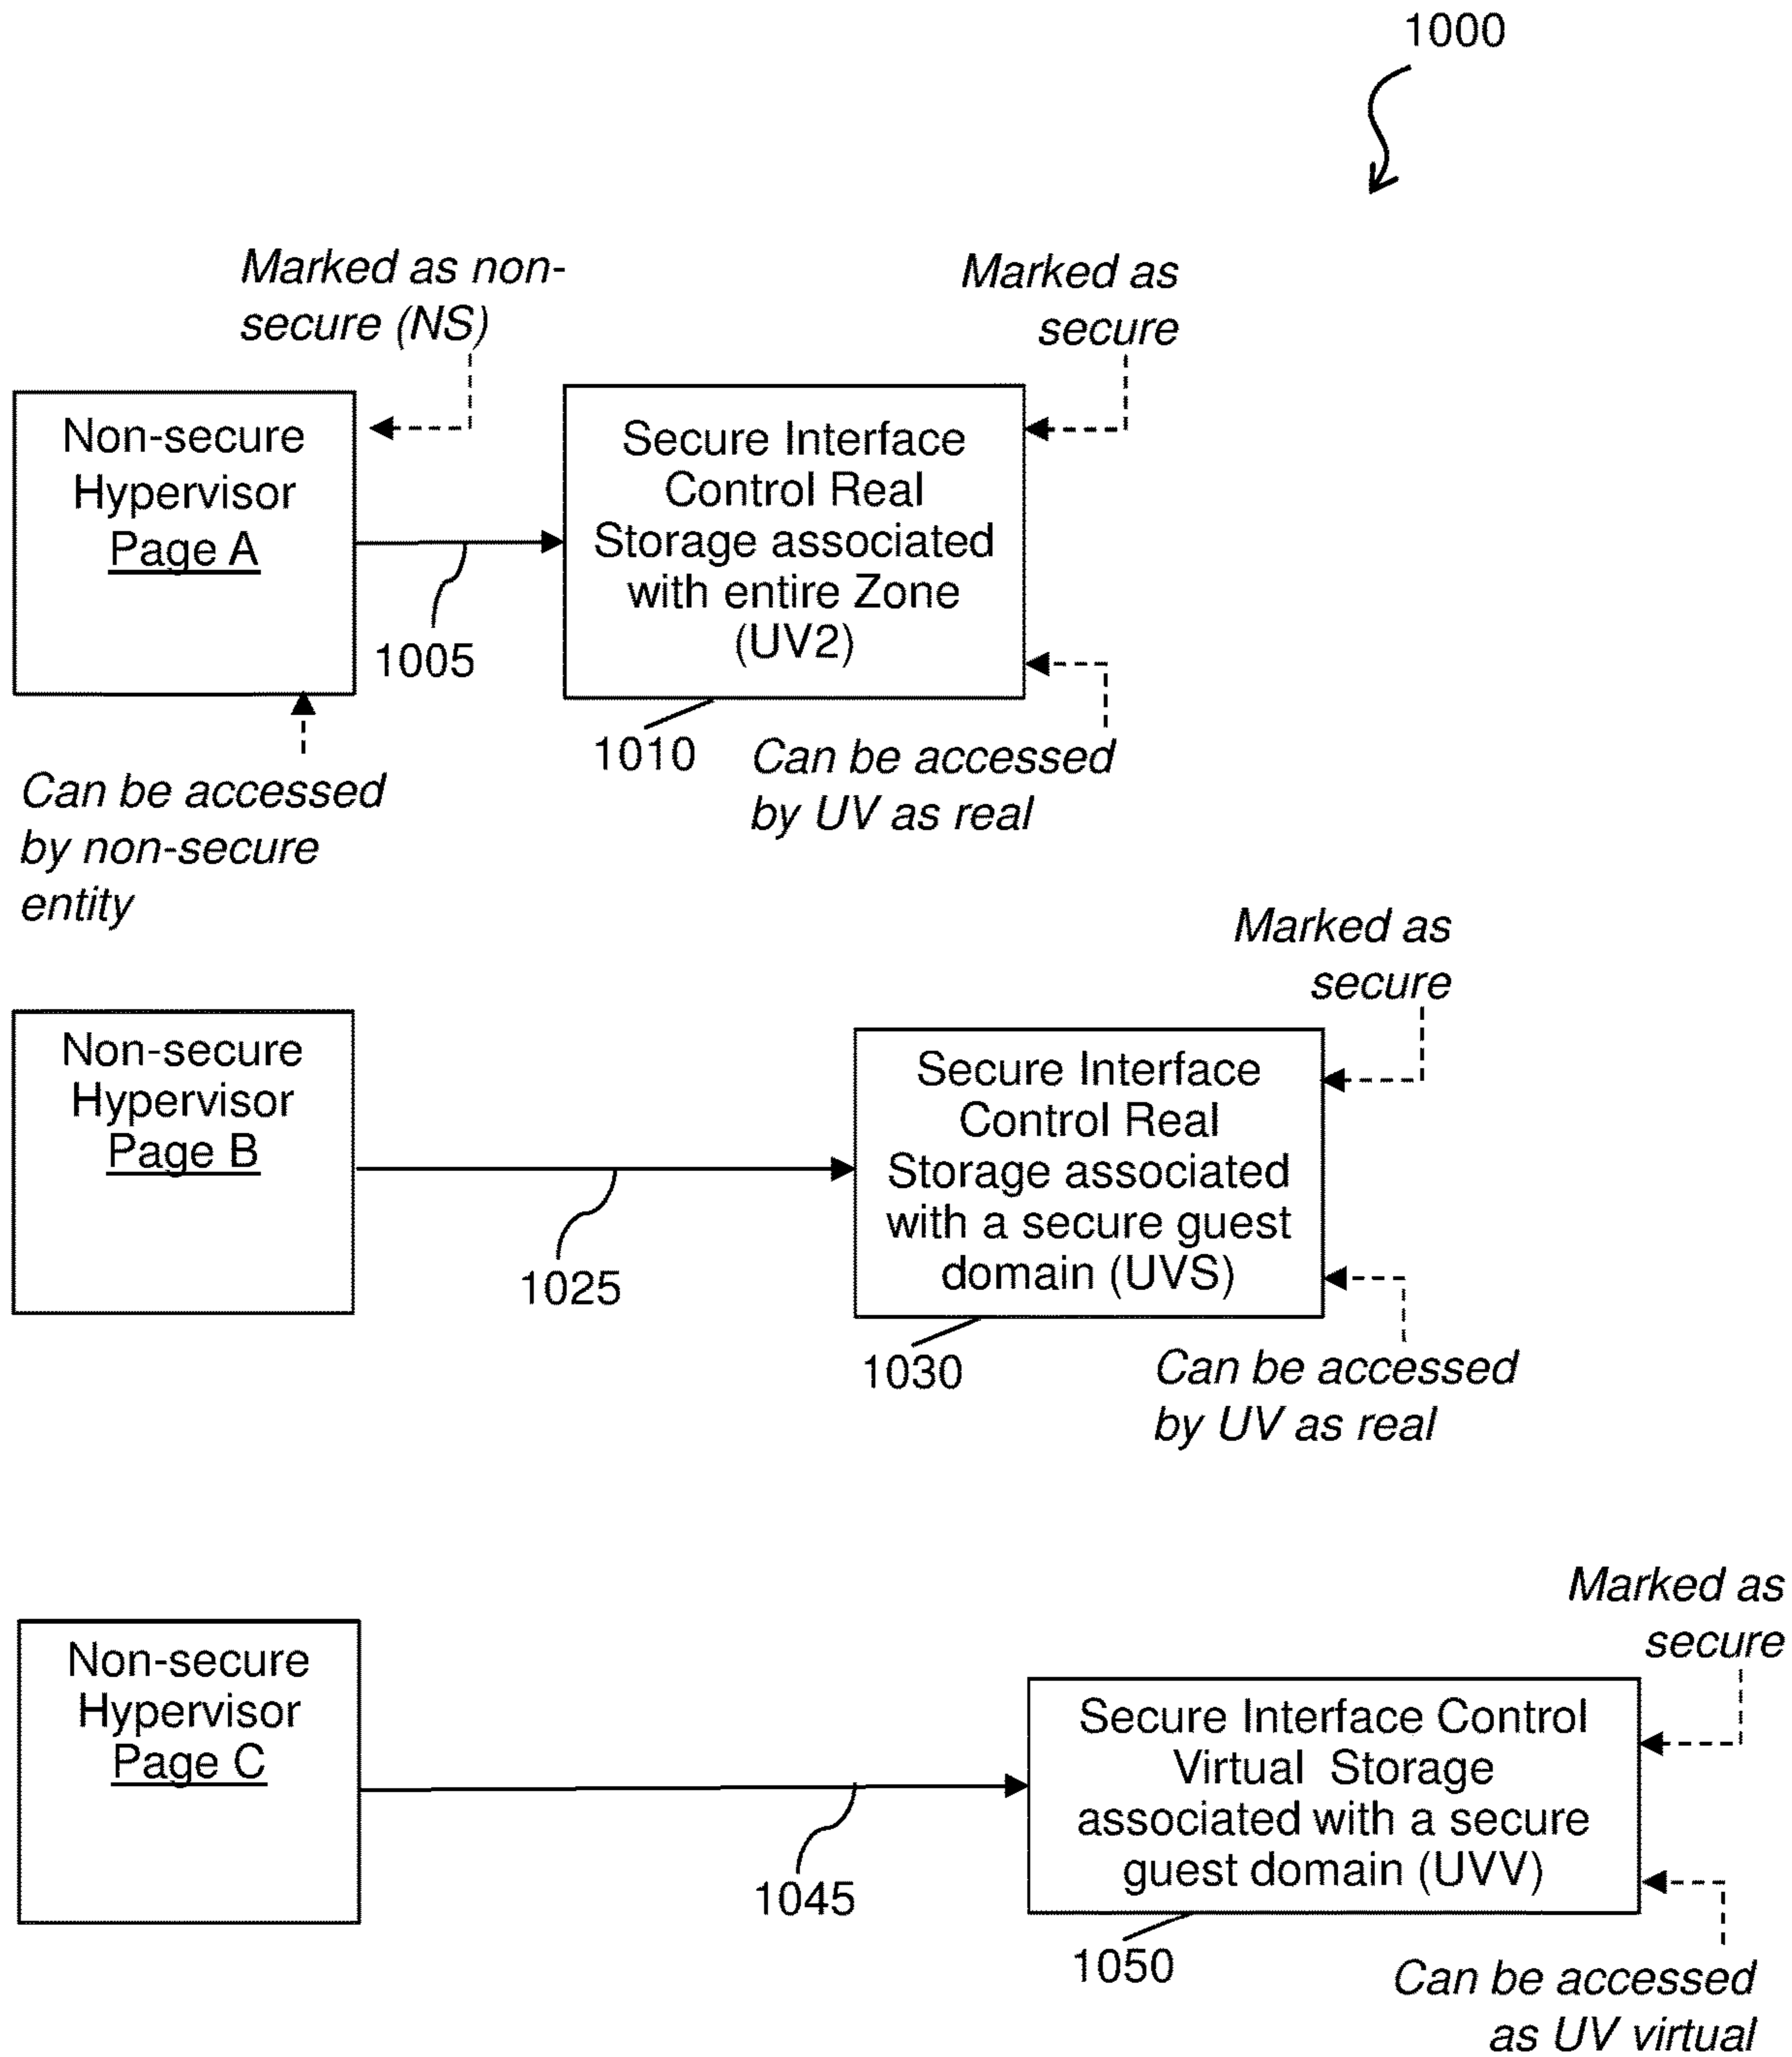 1000
Marked as non-
secure (NS)
Marked as
secure
Non-secure
Hypervisor
Page A
Secure Interface
Control Real
Storage associated
with entire Zone
(UV2)
1005
1010
Can be accessed
by UV as real
Can be accessed
by non-secure
entity
Marked as
secure
Non-secure
Hypervisor
Page B
Secure Interface
Control Real
Storage associated
with a secure guest
domain (UVS)
1025
1030
Can be accessed
by UV as real
Marked as
secure
Non-secure
Hypervisor
Page C
Secure Interface Control
Virtual Storage
associated with a secure
guest domain (UVV)
1045
1050
Can be accessed
as UV virtual